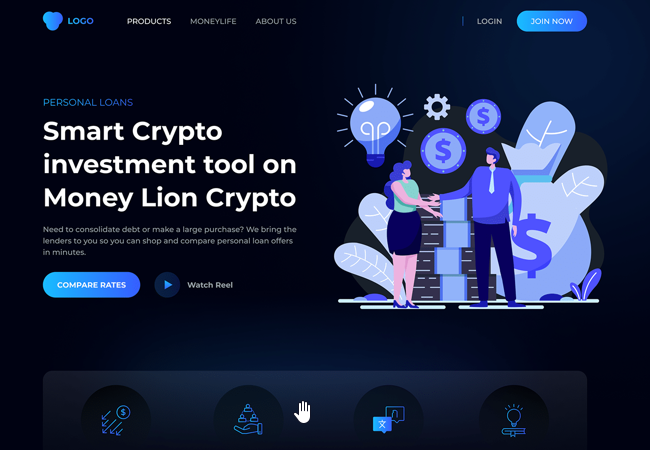 LOGO
PRODUCTS MONEYLIFE ABOUT US
LOGIN
JOIN NOW
PERSONAL LOANS
Smart Crypto
investment tool on
Money Lion Crypto
Need to consolidate debt or make a large purchase? We bring the
lenders to you so you can shop and compare personal loan offers
in minutes.
COMPARE RATES
Watch Reel
$
$
$
$
文